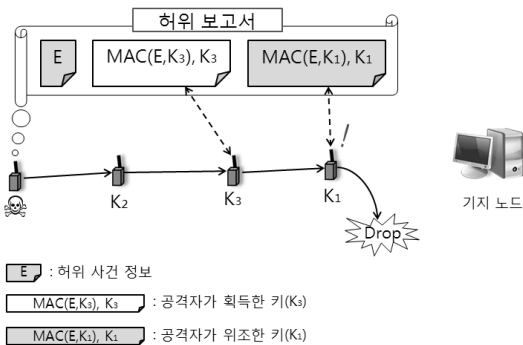 허위 보고서
E
MAC(E,K3), K3
MAC(E,K1), K1
!
K2
K3
K1
Drop
기지 노드
E : 허위 사건 정보
MAC(E,K3), K3 : 공격자가 획득한 키(K3)
MAC(E,K1), K1 : 공격자가 위조한 키(K1)